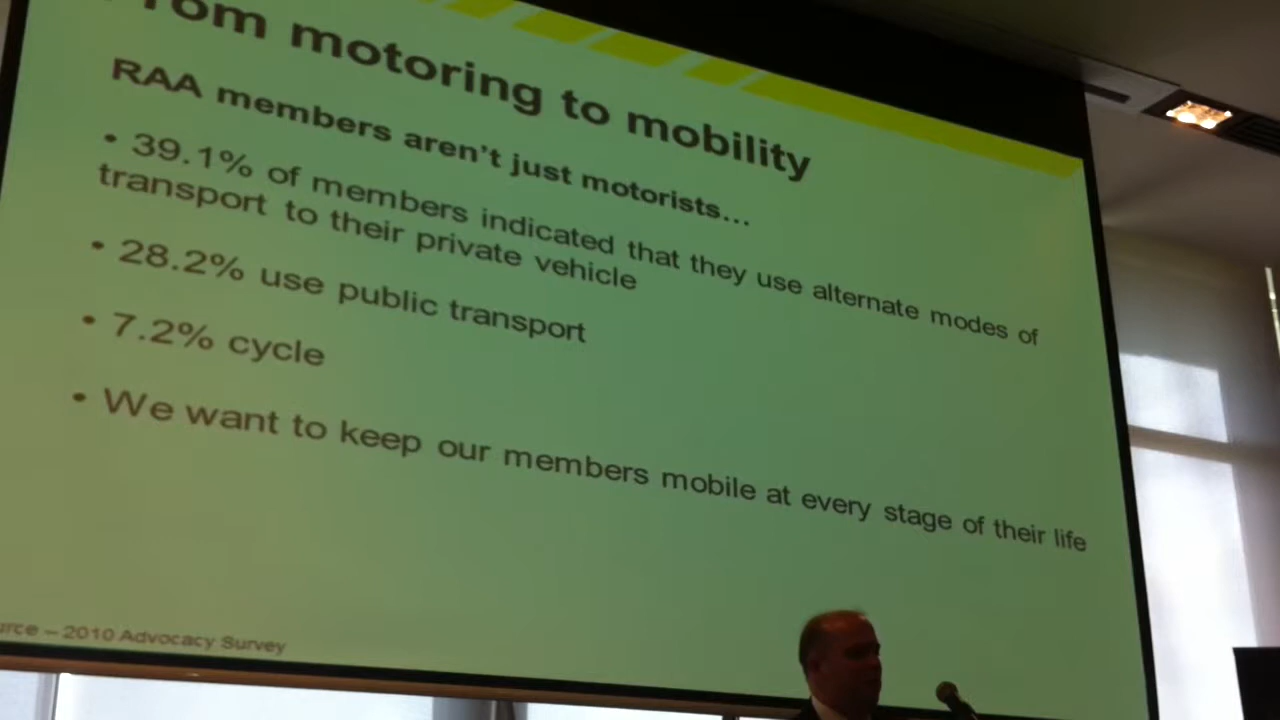 From motoring to mobility
RAA members aren't just motorists...
• 39.1% of members indicated that they use alternate modes of
transport to their private vehicle
• 28.2% use public transport
• 7.2% cycle
• We want to keep our members mobile at every stage of their life
urce – 2010 Advocacy Survey